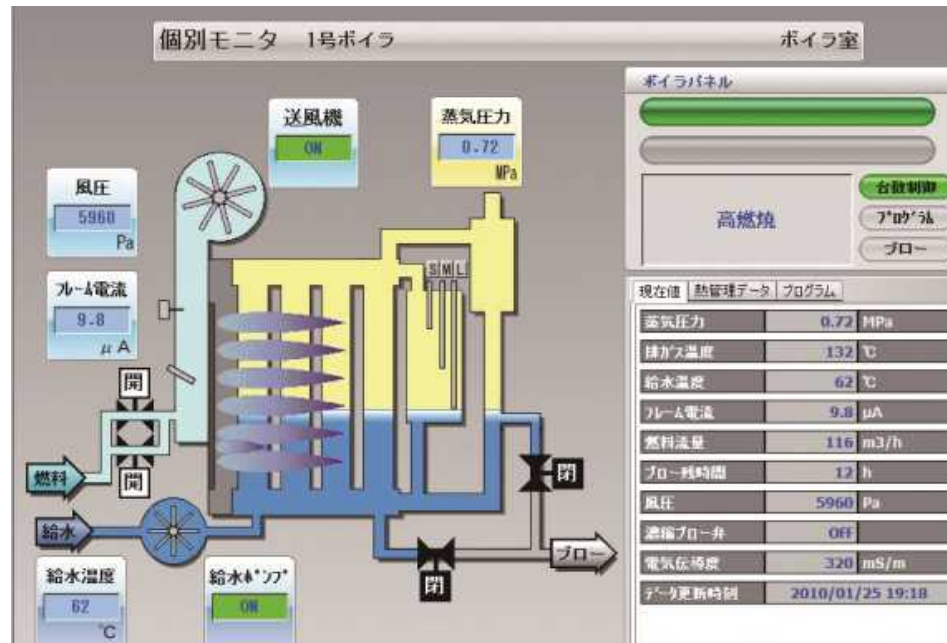 個別モニタ 1号ボイラ ボイラ室
送風機
ON
蒸気圧力
0.72
MPa
風圧
5960
Pa
フレーム電流
9.8
μA
開
開
燃料
給水
S M L
閉
閉
ブロー
給水温度
62
℃
給水ポンプ
ON
ボイラパネル
高燃焼
台数制御
プログラム
ブロー
現在値 熱管理データ プログラム
蒸気圧力 0.72 MPa
排ガス温度 132 ℃
給水温度 62 ℃
フレーム電流 9.8 μA
燃料流量 116 m3/h
ブロー残時間 12 h
風圧 5960 Pa
濃縮ブロー弁 OFF
電気伝導度 320 mS/m
データ更新時刻 2010/01/25 19:18